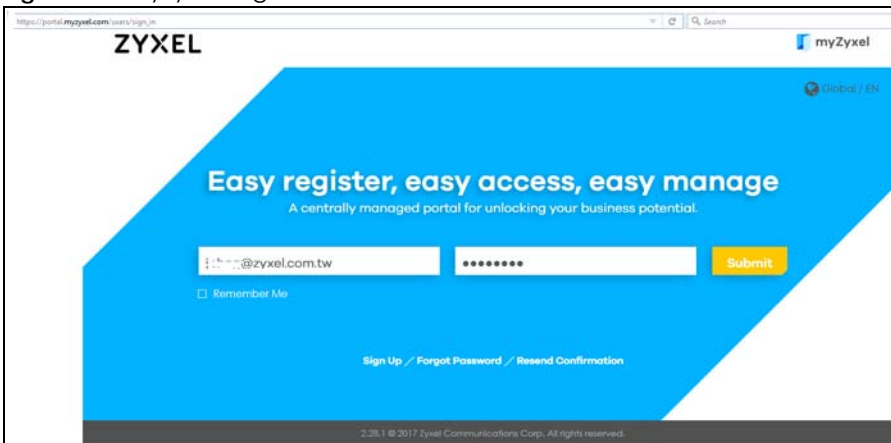 https://portal.myzyxel.com/users/sign_in
Search
ZYXEL
myZyxel
Global / EN
Easy register, easy access, easy manage
A centrally managed portal for unlocking your business potential.
@zyxel.com.tw
••••••••
Submit
Remember Me
Sign Up / Forgot Password / Resend Confirmation
2.28.1 © 2017 Zyxel Communications Corp. All rights reserved.